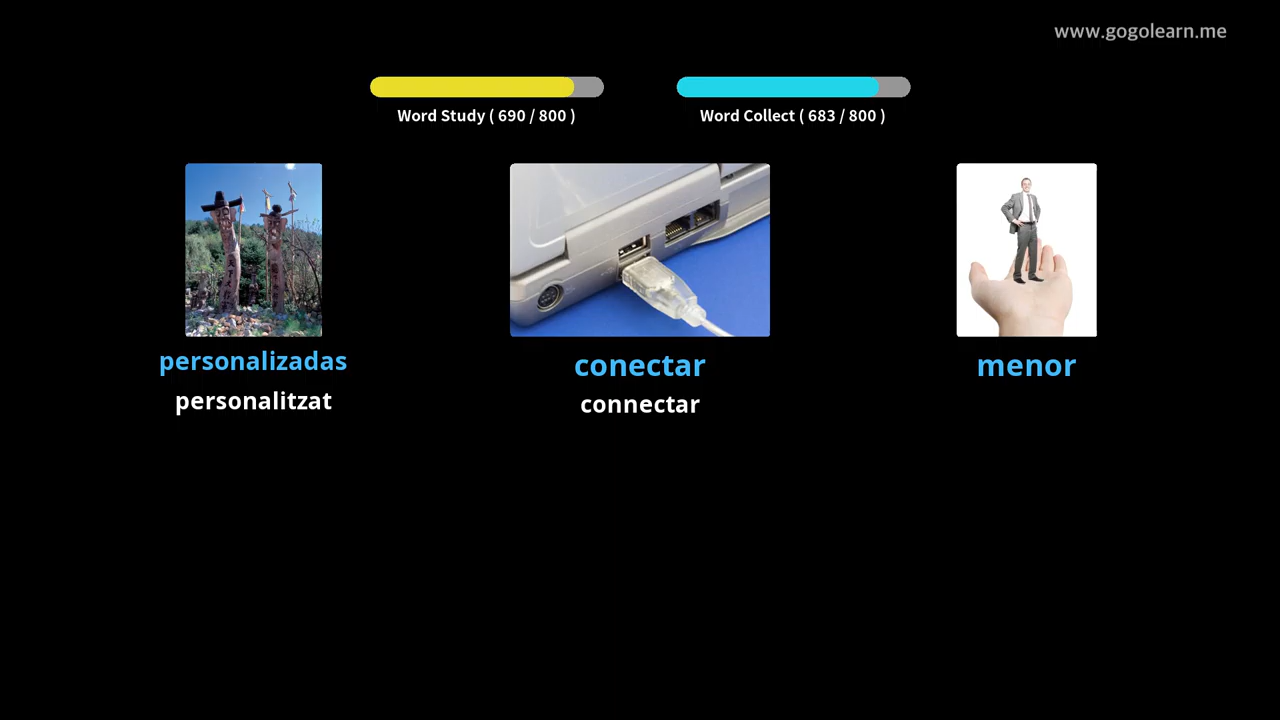 www.gogolearn.me
Word Study ( 690 / 800 )
Word Collect ( 683 / 800 )
personalizadas
personalitzat
conectar
connectar
menor